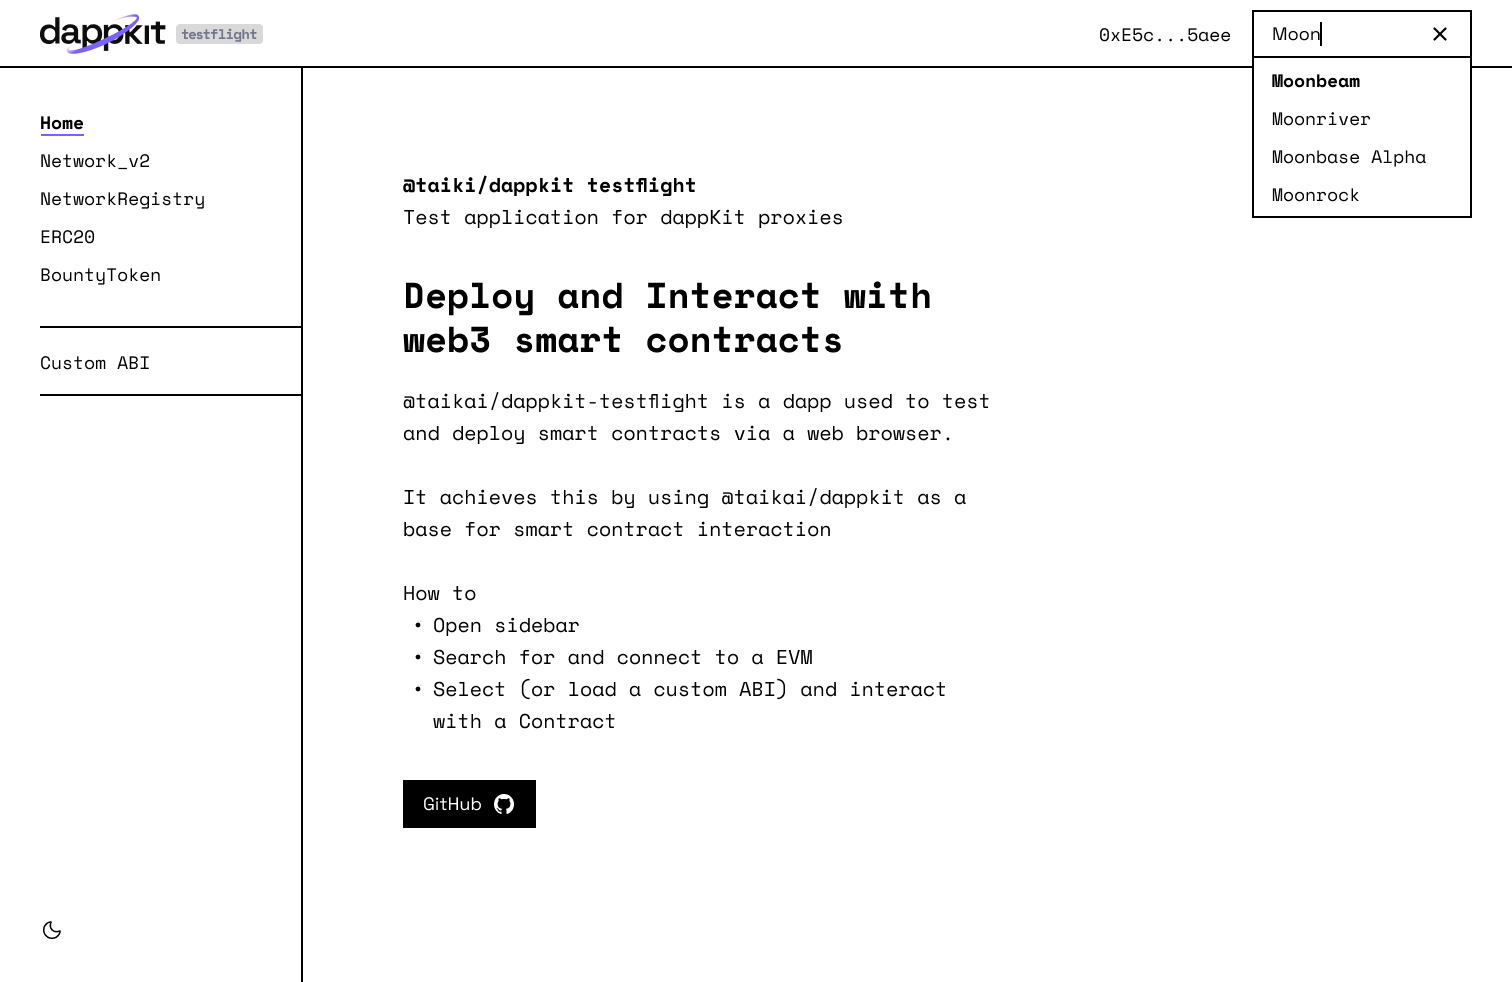 dappkit testflight
0xE5c...5aee
Moon
Moonbeam
Moonriver
Moonbase Alpha
Moonrock
Home
Network_v2
NetworkRegistry
ERC20
BountyToken
Custom ABI
@taiki/dappkit testflight
Test application for dappKit proxies
Deploy and Interact with
web3 smart contracts
@taikai/dappkit-testflight is a dapp used to test
and deploy smart contracts via a web browser.
It achieves this by using @taikai/dappkit as a
base for smart contract interaction
How to
• Open sidebar
• Search for and connect to a EVM
• Select (or load a custom ABI) and interact
with a Contract
GitHub